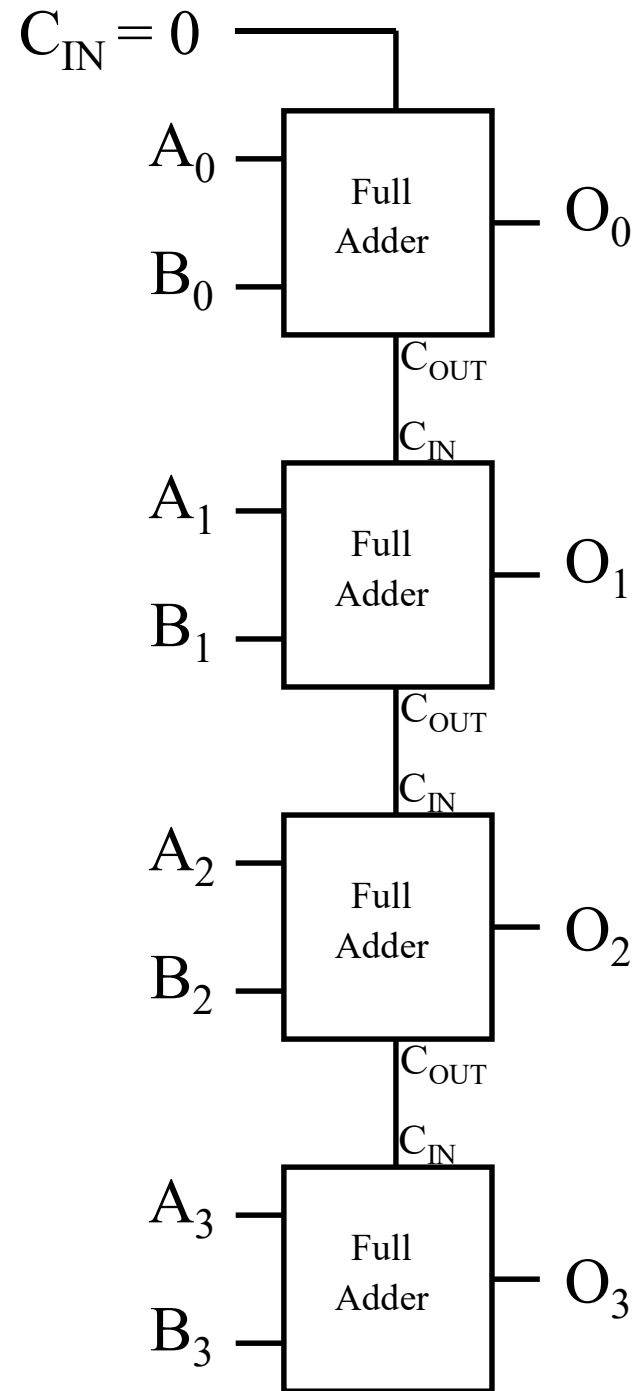 C_IN = 0
A_0
Full
Adder
O_0
B_0
C_OUT
C_IN
A_1
Full
Adder
O_1
B_1
C_OUT
C_IN
A_2
Full
Adder
O_2
B_2
C_OUT
C_IN
A_3
Full
Adder
O_3
B_3